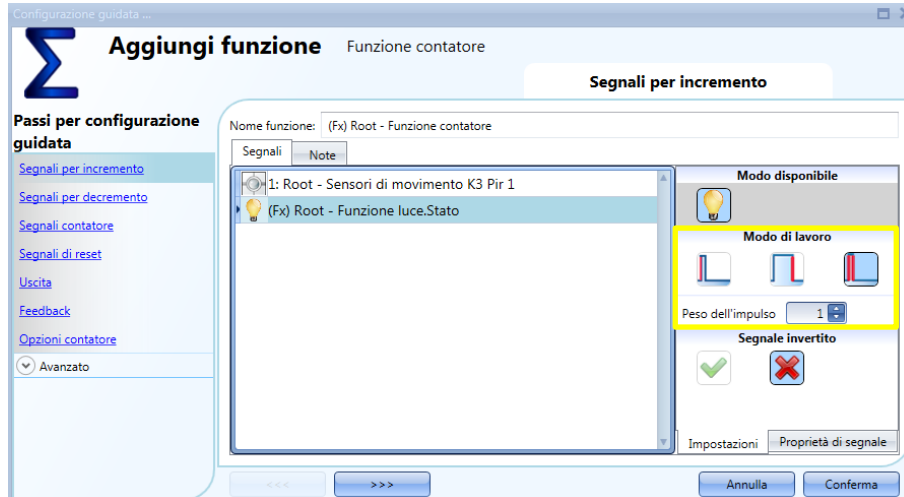 Configurazione guidata ...
Aggiungi funzione Funzione contatore
Segnali per incremento
Passi per configurazione
guidata
Segnali per incremento
Segnali per decremento
Segnali contatore
Segnali di reset
Uscita
Feedback
Opzioni contatore
Avanzato
Nome funzione: (Fx) Root - Funzione contatore
Segnali Note
1: Root - Sensori di movimento K3 Pir 1
(Fx) Root - Funzione luce.Stato
Modo disponibile
Modo di lavoro
Peso dell'impulso 1
Segnale invertito
Impostazioni Proprietà di segnale
<<< >>> Annulla Conferma